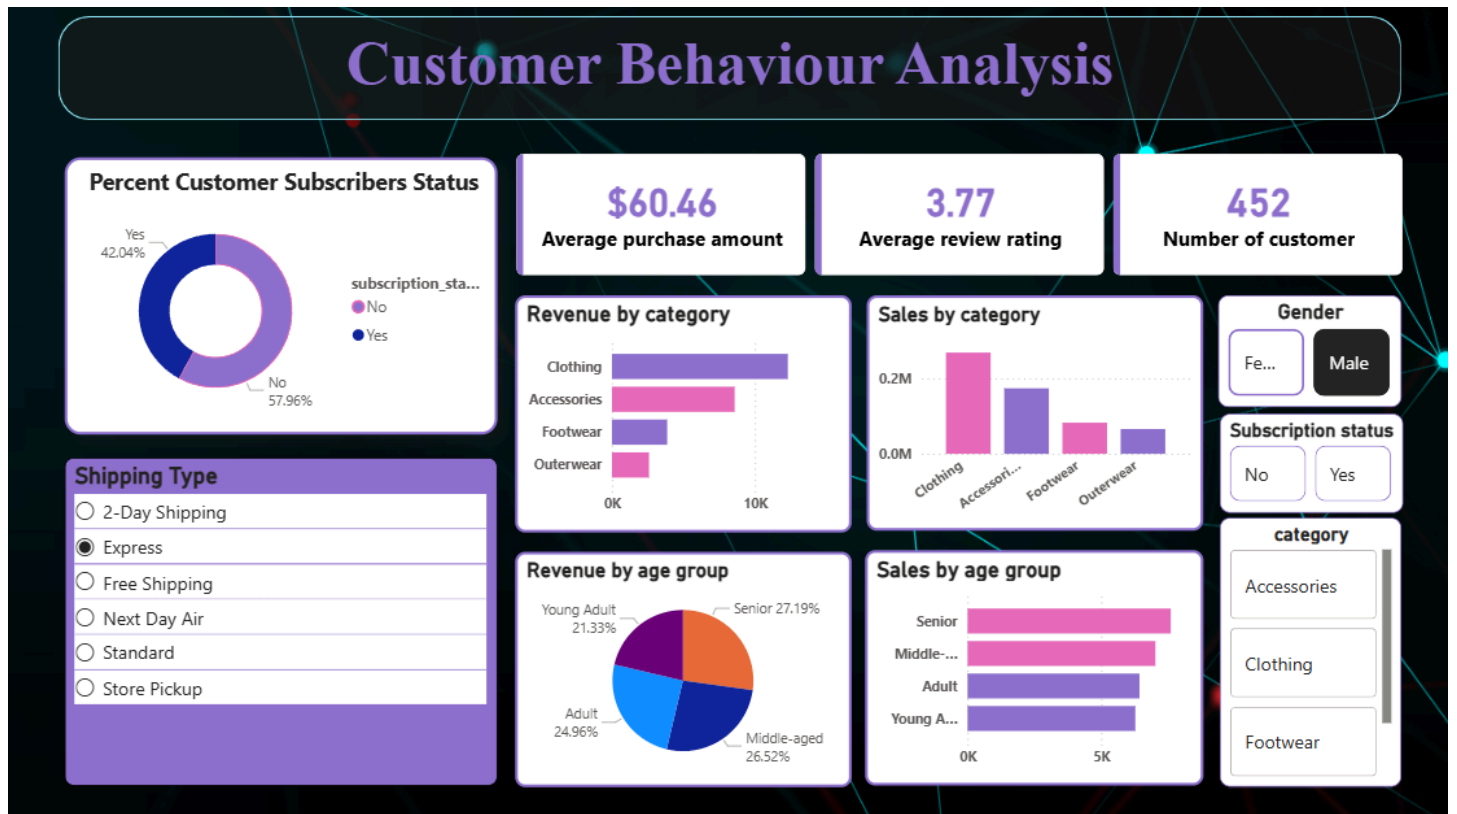 Customer Behaviour Analysis
Percent Customer Subscribers Status
Yes
42.04%
subscription_sta...
No
Yes
No
57.96%
$60.46
Average purchase amount
3.77
Average review rating
452
Number of customer
Revenue by category
Clothing
Accessories
Footwear
Outerwear
0K
10K
Sales by category
0.2M
0.0M
Clothing
Accessori...
Footwear
Outerwear
Gender
Fe...
Male
Subscription status
No
Yes
Shipping Type
2-Day Shipping
Express
Free Shipping
Next Day Air
Standard
Store Pickup
Revenue by age group
Young Adult
21.33%
Senior 27.19%
Adult
24.96%
Middle-aged
26.52%
Sales by age group
Senior
Middle-...
Adult
Young A...
0K
5K
category
Accessories
Clothing
Footwear